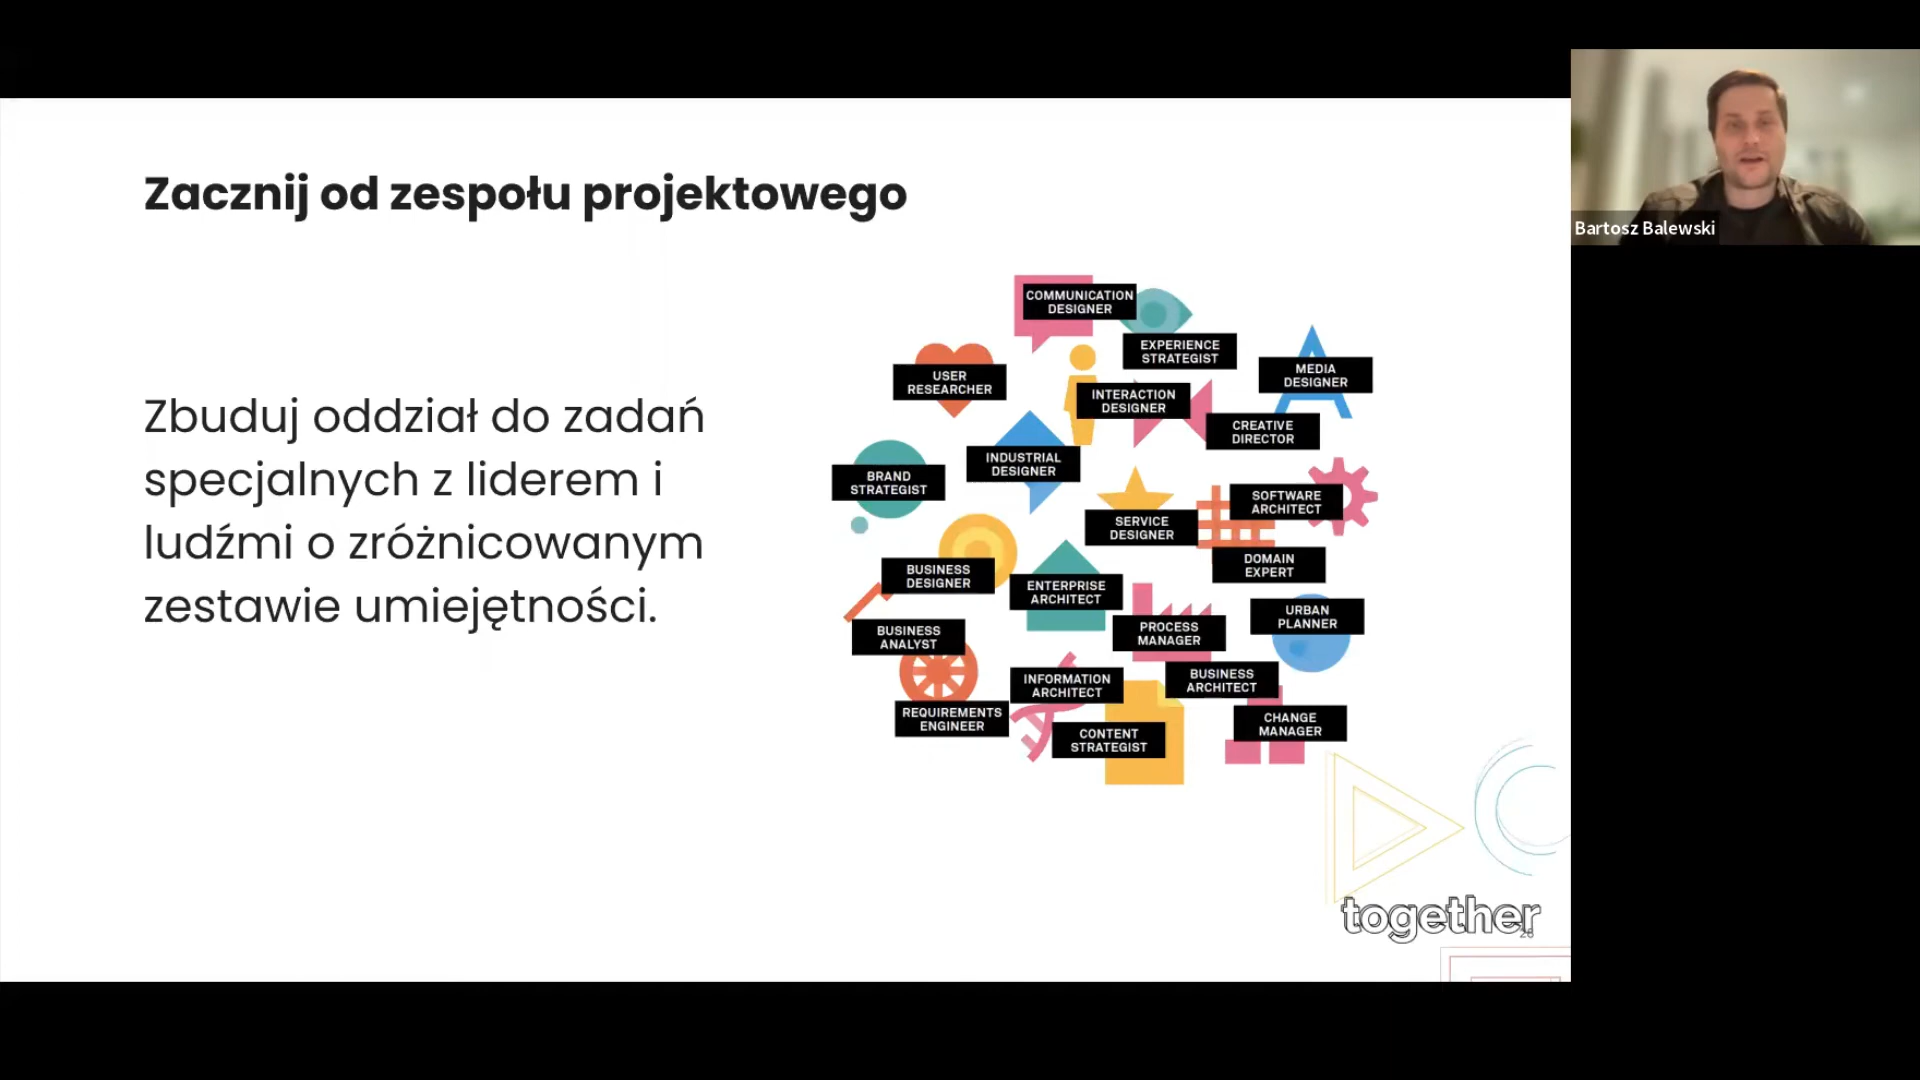 Zacznij od zespołu projektowego
Zbuduj oddział do zadań
specjalnych z liderem i
ludźmi o zróżnicowanym
zestawie umiejętności.
COMMUNICATION
DESIGNER
EXPERIENCE
STRATEGIST
MEDIA
DESIGNER
USER
RESEARCHER
INTERACTION
DESIGNER
CREATIVE
DIRECTOR
INDUSTRIAL
DESIGNER
BRAND
STRATEGIST
SOFTWARE
ARCHITECT
SERVICE
DESIGNER
DOMAIN
EXPERT
BUSINESS
DESIGNER
ENTERPRISE
ARCHITECT
URBAN
PLANNER
PROCESS
MANAGER
BUSINESS
ANALYST
INFORMATION
ARCHITECT
BUSINESS
ARCHITECT
REQUIREMENTS
ENGINEER
CHANGE
MANAGER
CONTENT
STRATEGIST
together
Bartosz Balewski